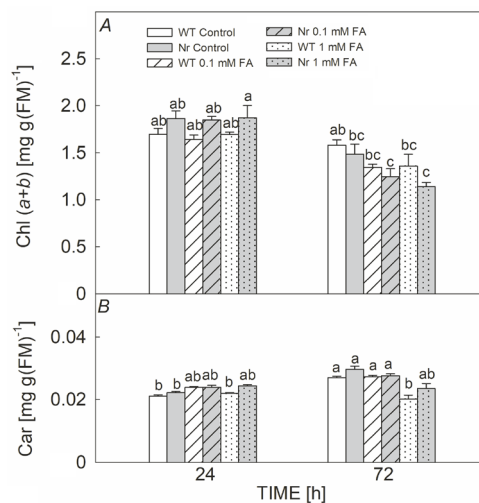 A
WT Control
Nr Control
WT 0.1 mM FA
Nr 0.1 mM FA
WT 1 mM FA
Nr 1 mM FA
Chl (a+b) [mg g(FM)⁻¹]
2.5
2.0
1.5
1.0
0.5
0
ab ab ab ab ab a
ab bc bc c bc c
B
Car [mg g(FM)⁻¹]
0.04
0.02
0
b b ab ab b ab
a a a a b ab
24 72
TIME [h]